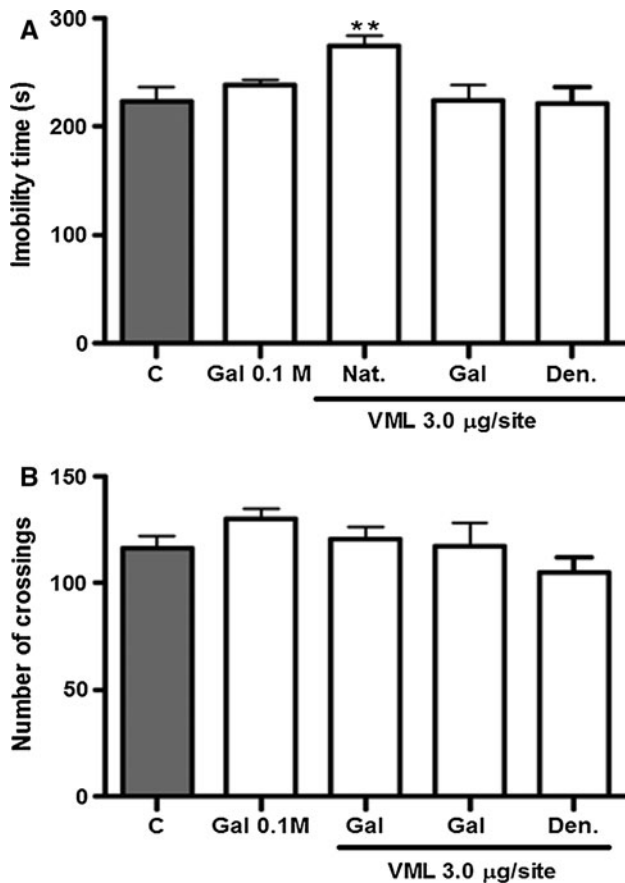 A
300
200
100
0
Imobility time (s)
**
C Gal 0.1 M Nat. Gal Den.
VML 3.0 μg/site
B
150
100
50
0
Number of crossings
C Gal 0.1M Gal Gal Den.
VML 3.0 μg/site